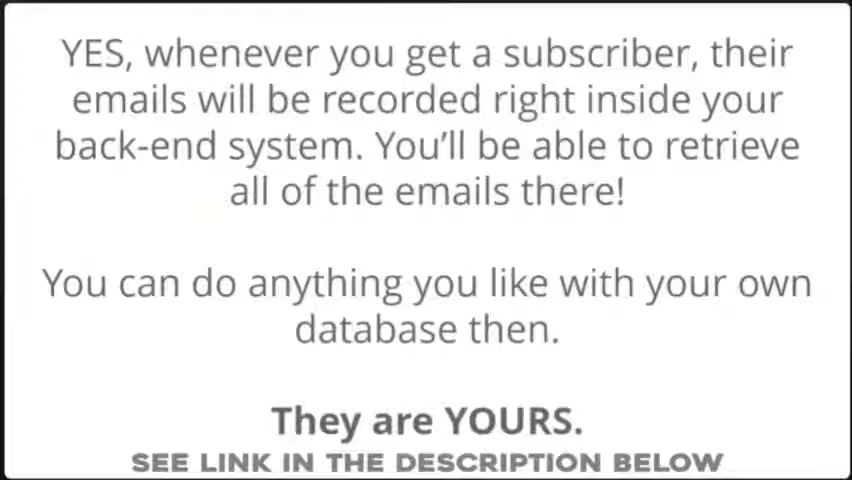 YES, whenever you get a subscriber, their
emails will be recorded right inside your
back-end system. You’ll be able to retrieve
all of the emails there!
You can do anything you like with your own
database then.
They are YOURS.
SEE LINK IN THE DESCRIPTION BELOW